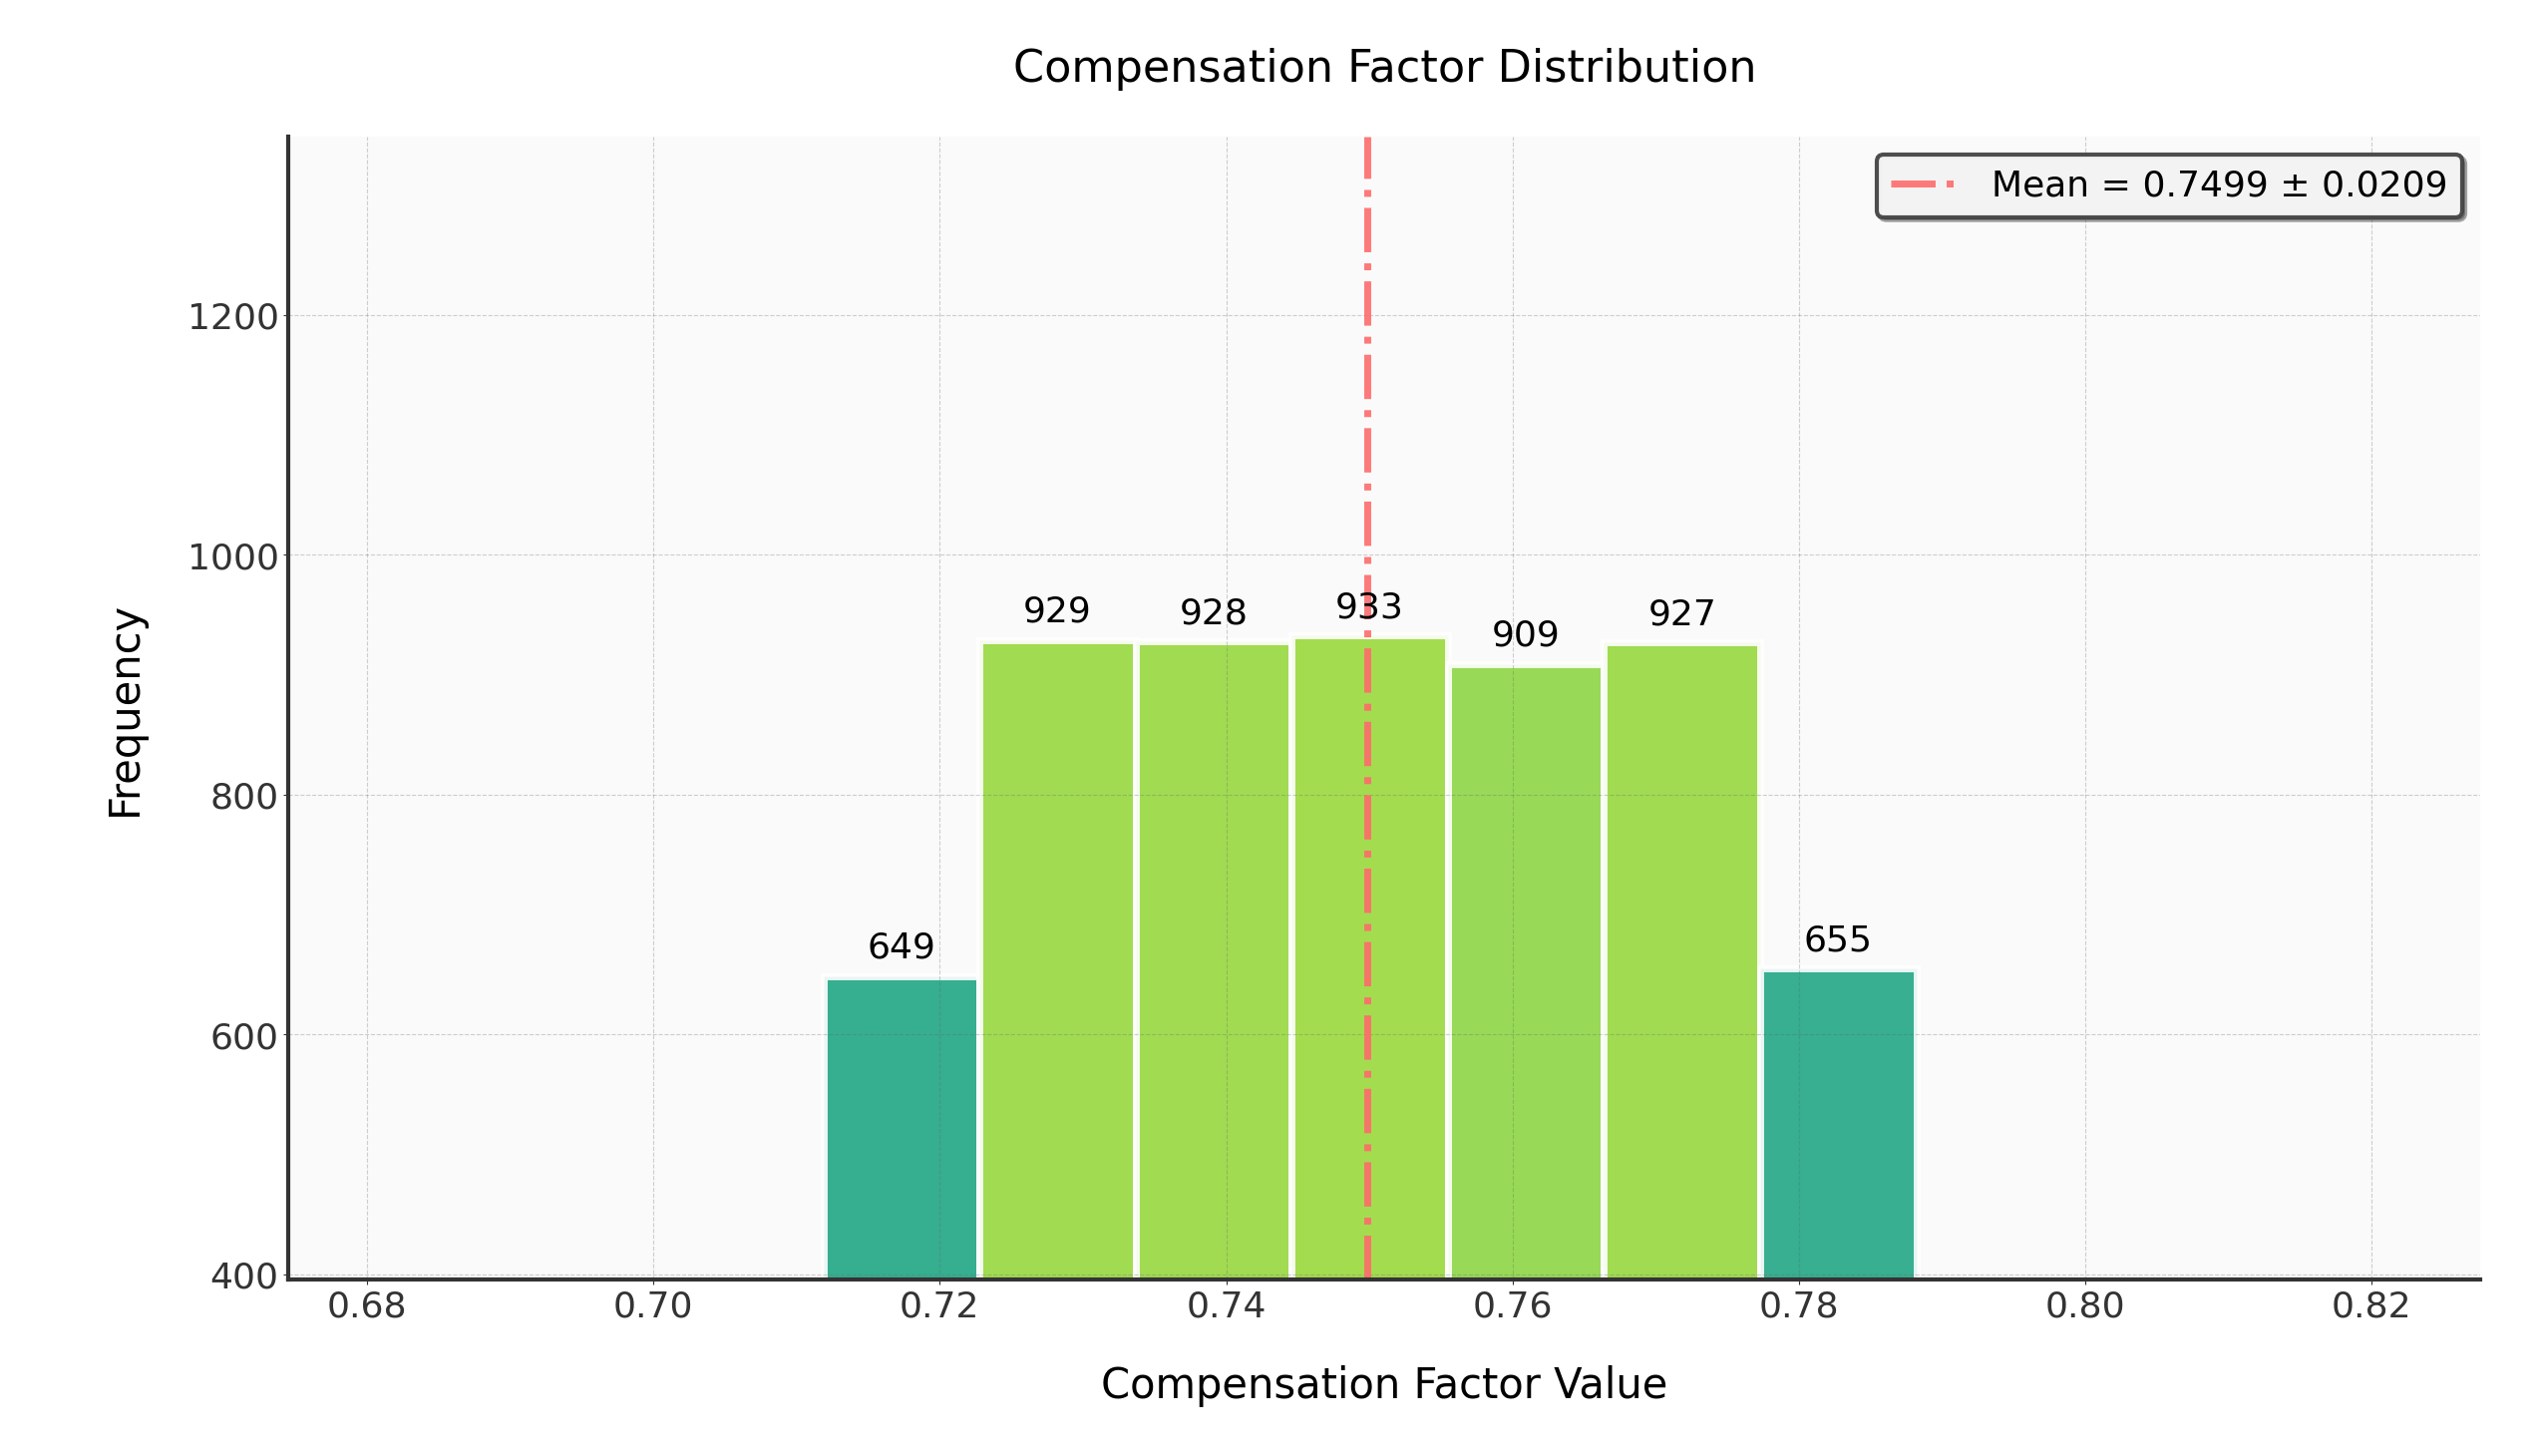 Compensation Factor Distribution
Mean = 0.7499 ± 0.0209
Frequency
1200
1000
800
600
400
649
929
928
933
909
927
655
0.68 0.70 0.72 0.74 0.76 0.78 0.80 0.82
Compensation Factor Value